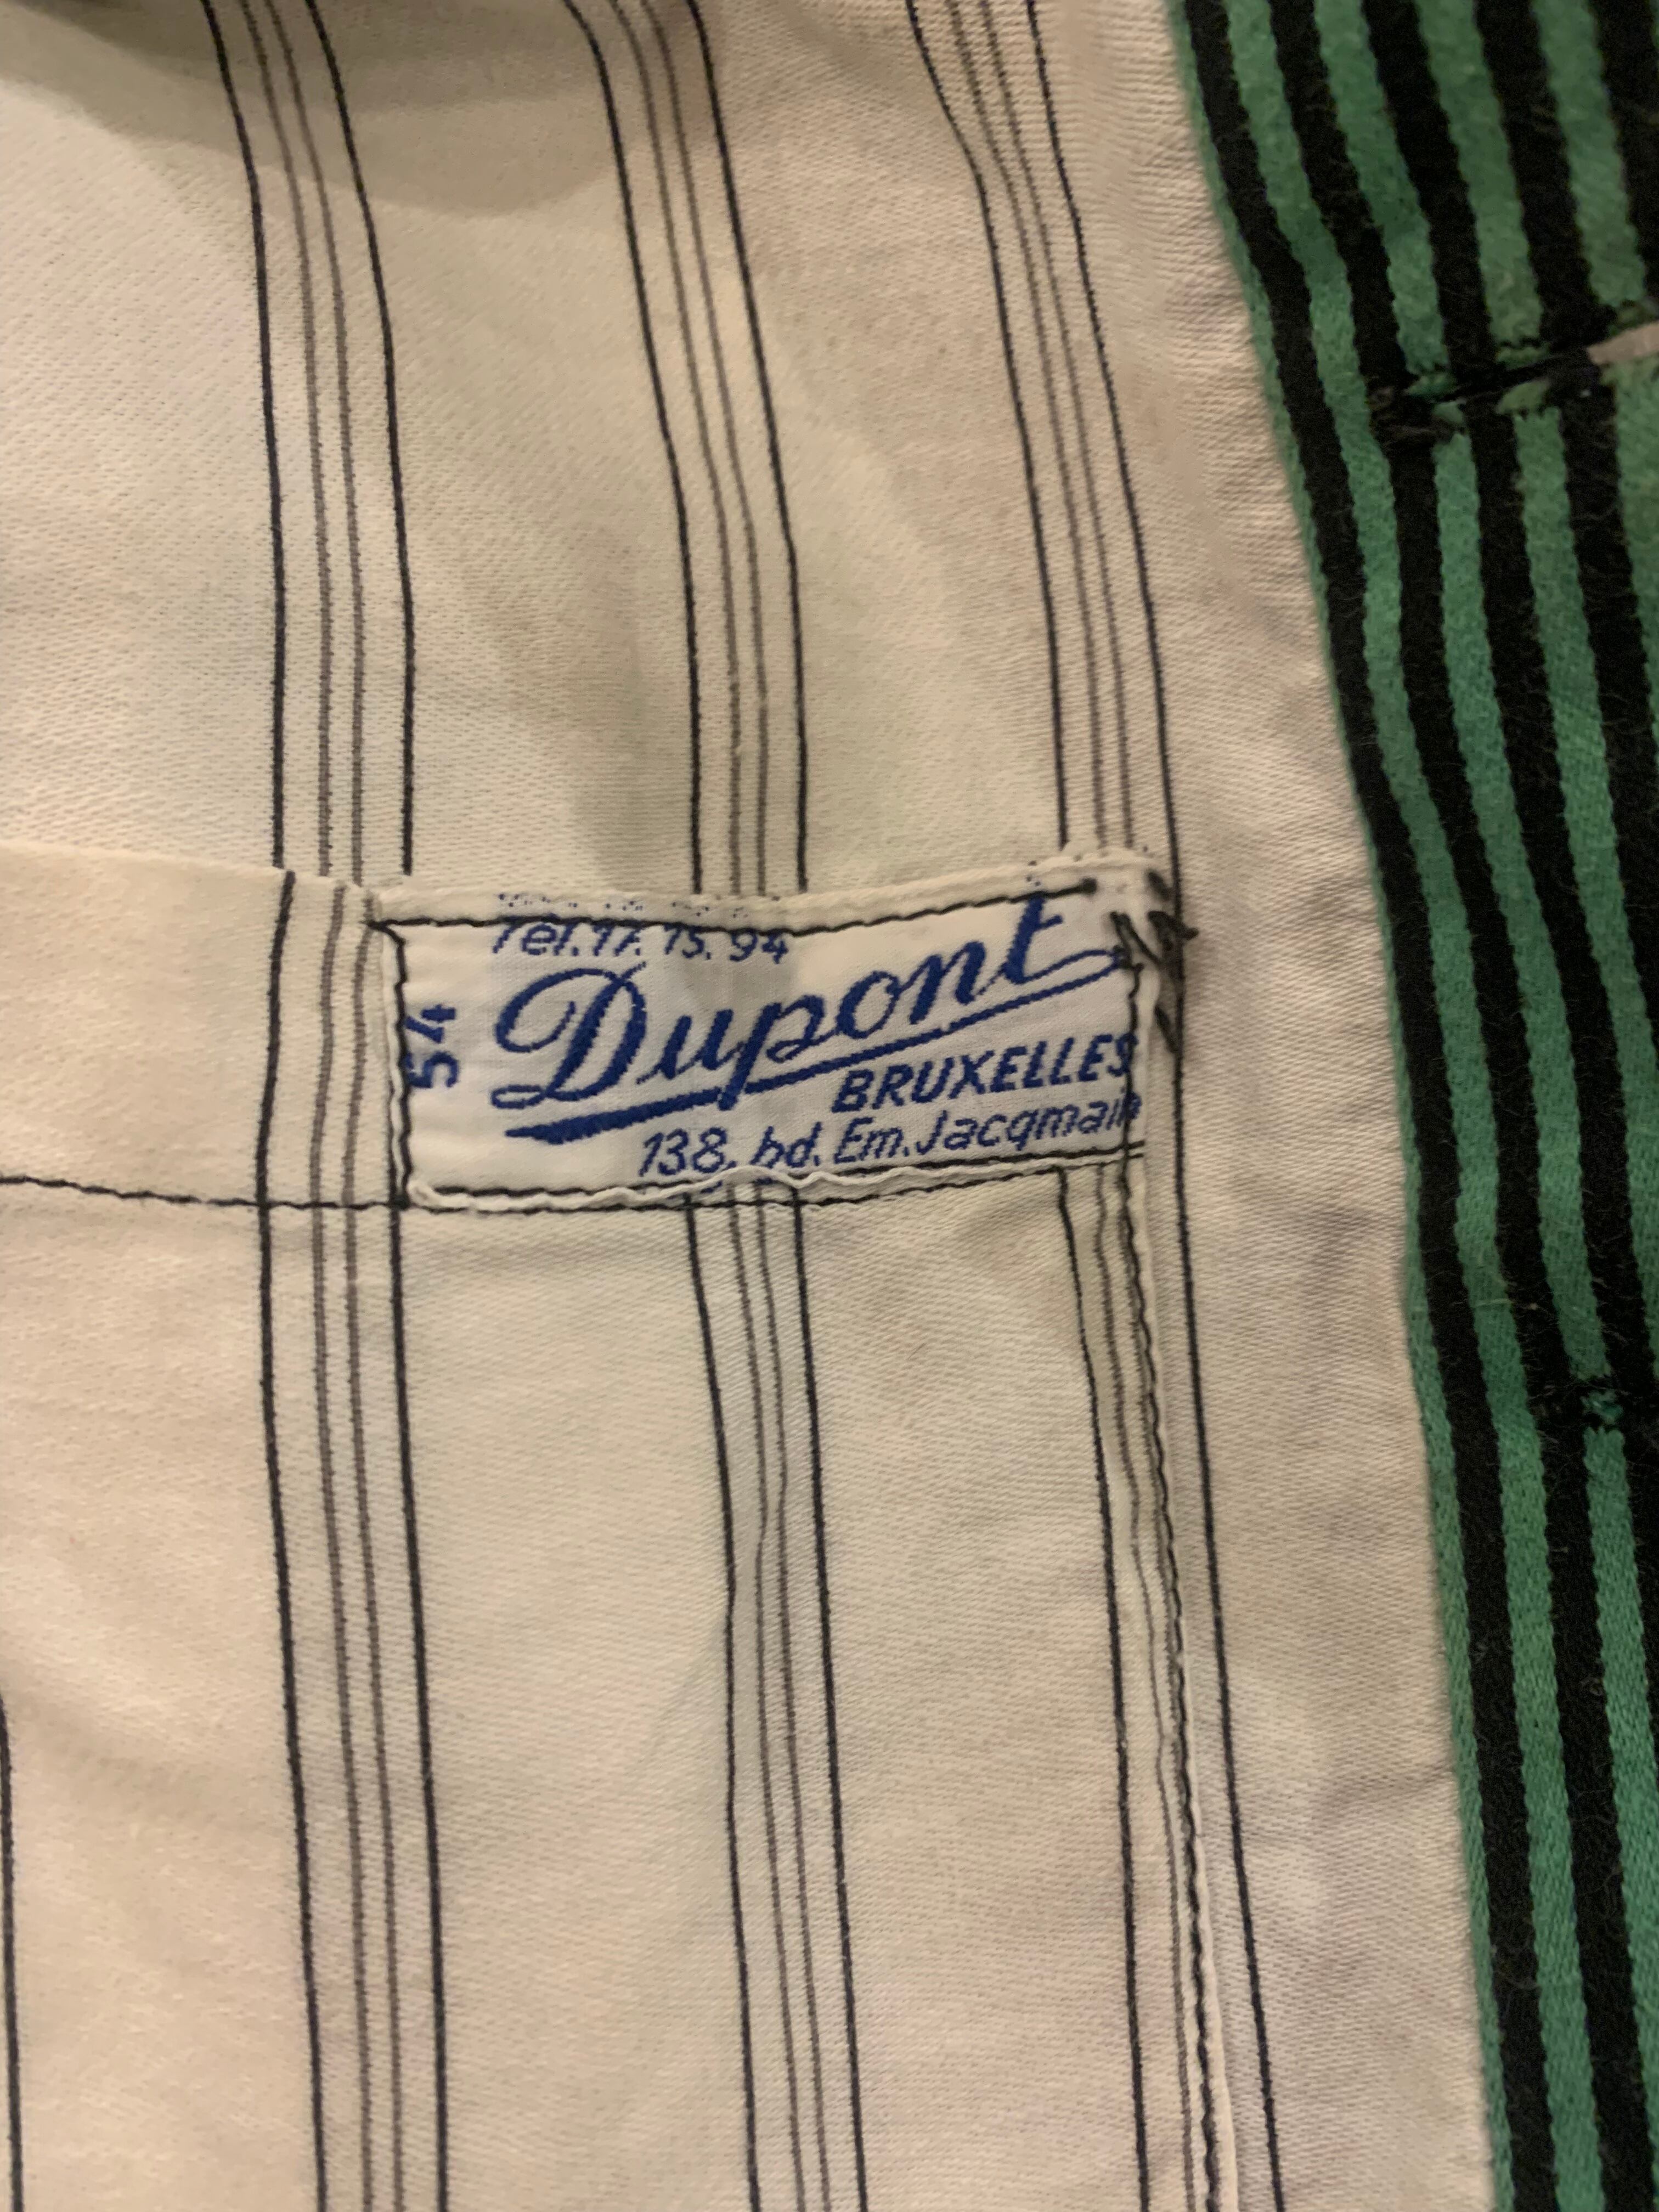 Tel. 17. 15. 94
54
Dupont
BRUXELLES
138, bd. Em. Jacqmain